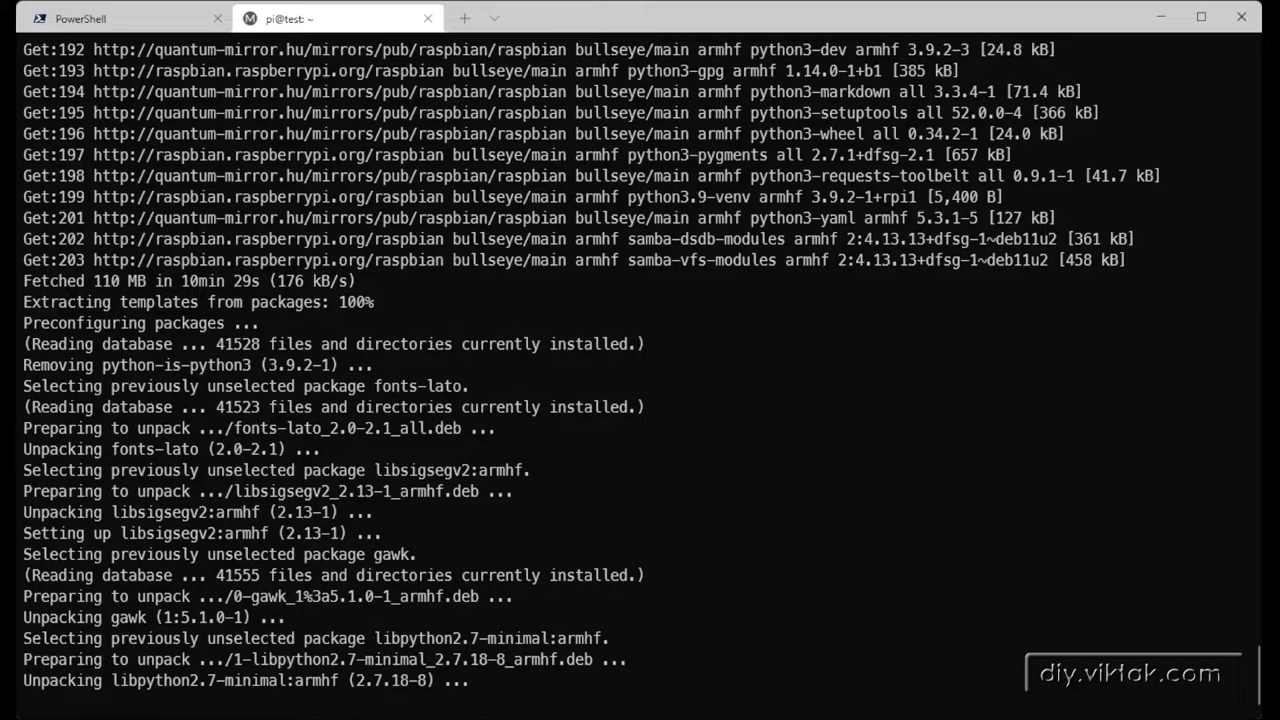 PowerShell
pi@test: ~
Get:192 http://quantum-mirror.hu/mirrors/pub/raspbian/raspbian bullseye/main armhf python3-dev armhf 3.9.2-3 [24.8 kB]
Get:193 http://raspbian.raspberrypi.org/raspbian bullseye/main armhf python3-gpg armhf 1.14.0-1+b1 [385 kB]
Get:194 http://quantum-mirror.hu/mirrors/pub/raspbian/raspbian bullseye/main armhf python3-markdown all 3.3.4-1 [71.4 kB]
Get:195 http://quantum-mirror.hu/mirrors/pub/raspbian/raspbian bullseye/main armhf python3-setuptools all 52.0.0-4 [366 kB]
Get:196 http://quantum-mirror.hu/mirrors/pub/raspbian/raspbian bullseye/main armhf python3-wheel all 0.34.2-1 [24.0 kB]
Get:197 http://raspbian.raspberrypi.org/raspbian bullseye/main armhf python3-pygments all 2.7.1+dfsg-2.1 [657 kB]
Get:198 http://quantum-mirror.hu/mirrors/pub/raspbian/raspbian bullseye/main armhf python3-requests-toolbelt all 0.9.1-1 [41.7 kB]
Get:199 http://raspbian.raspberrypi.org/raspbian bullseye/main armhf python3.9-venv armhf 3.9.2-1+rpi1 [5,400 B]
Get:201 http://quantum-mirror.hu/mirrors/pub/raspbian/raspbian bullseye/main armhf python3-yaml armhf 5.3.1-5 [127 kB]
Get:202 http://raspbian.raspberrypi.org/raspbian bullseye/main armhf samba-dsdb-modules armhf 2:4.13.13+dfsg-1~deb11u2 [361 kB]
Get:203 http://raspbian.raspberrypi.org/raspbian bullseye/main armhf samba-vfs-modules armhf 2:4.13.13+dfsg-1~deb11u2 [458 kB]
Fetched 110 MB in 10min 29s (176 kB/s)
Extracting templates from packages: 100%
Preconfiguring packages ...
(Reading database ... 41528 files and directories currently installed.)
Removing python-is-python3 (3.9.2-1) ...
Selecting previously unselected package fonts-lato.
(Reading database ... 41523 files and directories currently installed.)
Preparing to unpack .../fonts-lato_2.0-2.1_all.deb ...
Unpacking fonts-lato (2.0-2.1) ...
Selecting previously unselected package libsigsegv2:armhf.
Preparing to unpack .../libsigsegv2_2.13-1_armhf.deb ...
Unpacking libsigsegv2:armhf (2.13-1) ...
Setting up libsigsegv2:armhf (2.13-1) ...
Selecting previously unselected package gawk.
(Reading database ... 41555 files and directories currently installed.)
Preparing to unpack .../0-gawk_1%3a5.1.0-1_armhf.deb ...
Unpacking gawk (1:5.1.0-1) ...
Selecting previously unselected package libpython2.7-minimal:armhf.
Preparing to unpack .../1-libpython2.7-minimal_2.7.18-8_armhf.deb ...
Unpacking libpython2.7-minimal:armhf (2.7.18-8) ...
diy.viktak.com